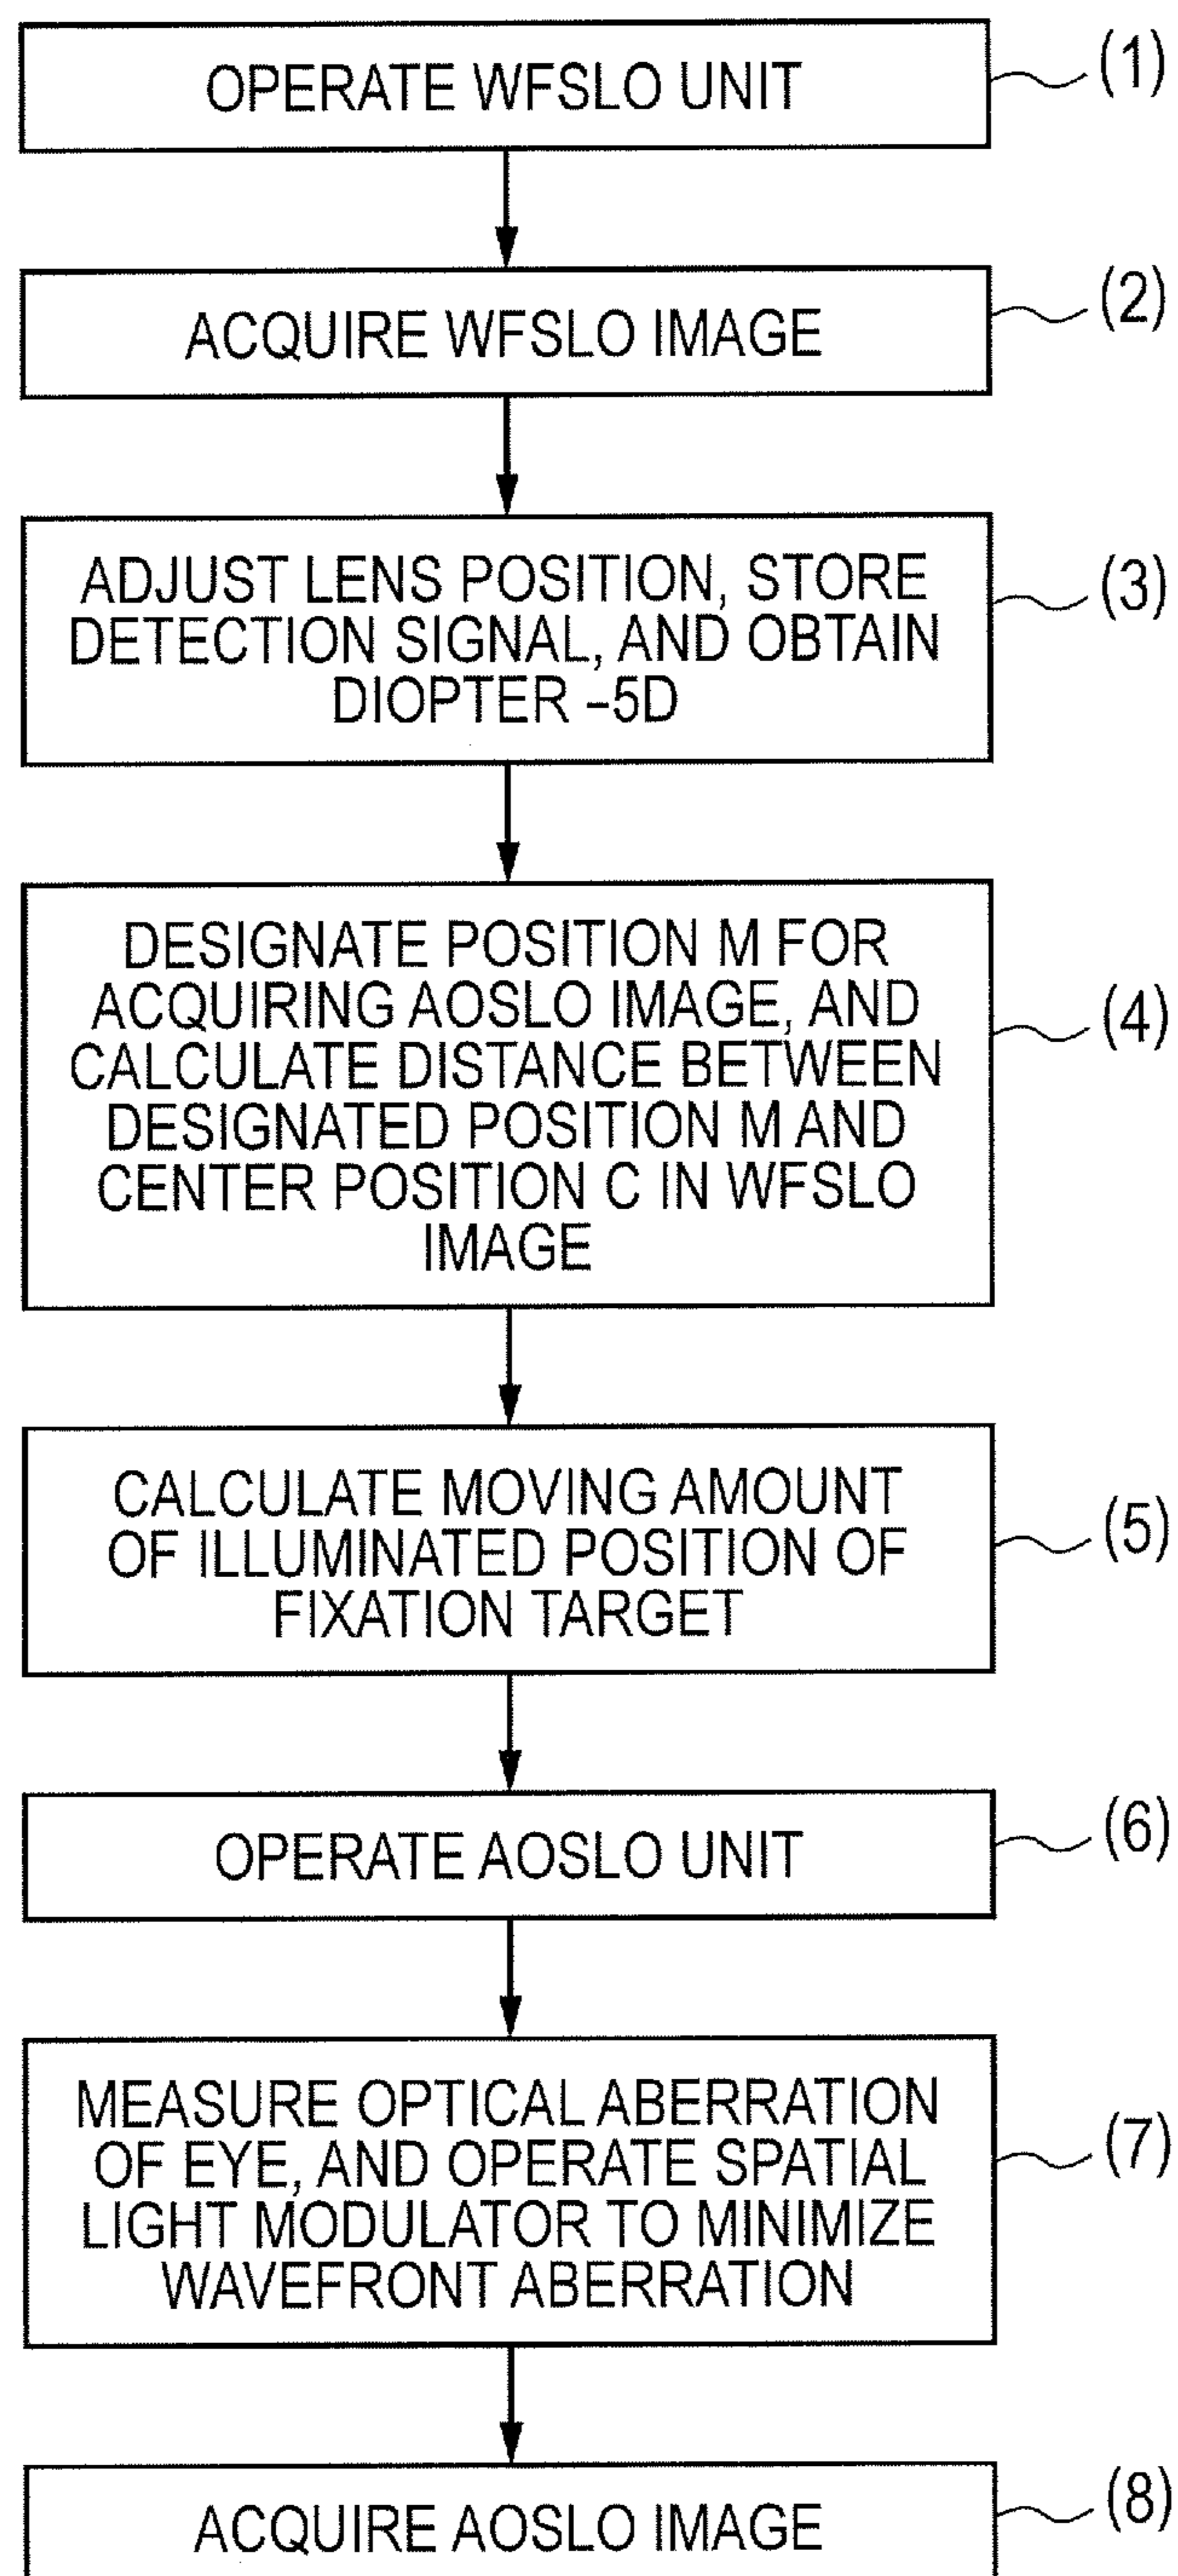 OPERATE WFSLO UNIT
(1)
ACQUIRE WFSLO IMAGE
(2)
ADJUST LENS POSITION, STORE
DETECTION SIGNAL, AND OBTAIN
DIOPTER -5D
(3)
DESIGNATE POSITION M FOR
ACQUIRING AOSLO IMAGE, AND
CALCULATE DISTANCE BETWEEN
DESIGNATED POSITION M AND
CENTER POSITION C IN WFSLO
IMAGE
(4)
CALCULATE MOVING AMOUNT
OF ILLUMINATED POSITION OF
FIXATION TARGET
(5)
OPERATE AOSLO UNIT
(6)
MEASURE OPTICAL ABERRATION
OF EYE, AND OPERATE SPATIAL
LIGHT MODULATOR TO MINIMIZE
WAVEFRONT ABERRATION
(7)
ACQUIRE AOSLO IMAGE
(8)